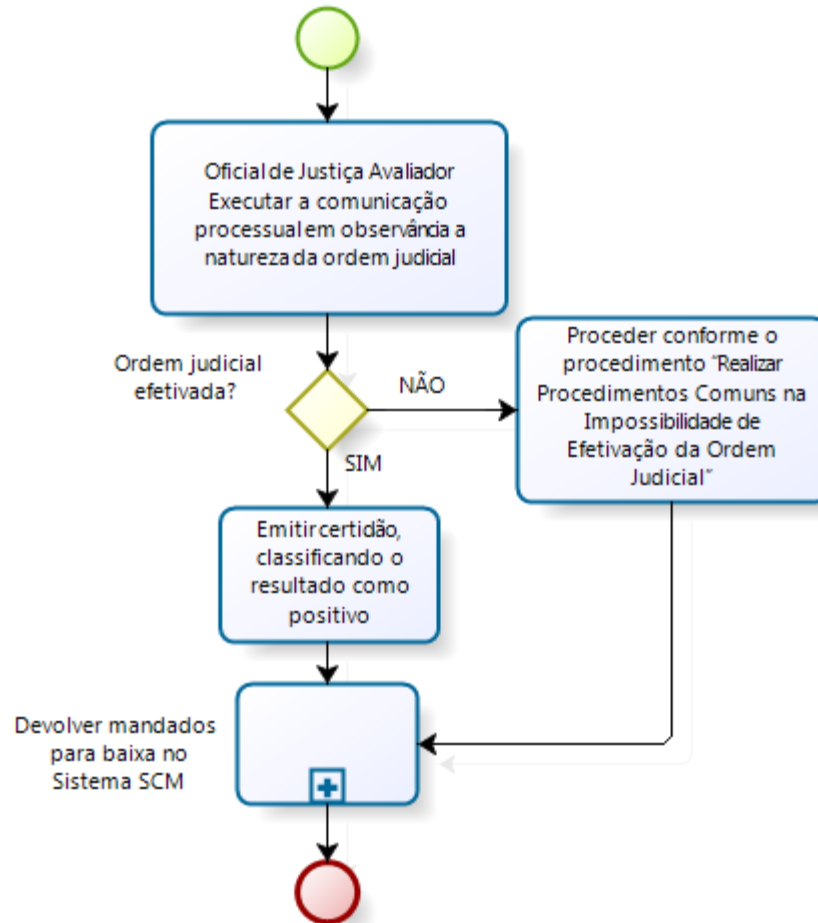 Oficial de Justiça Avaliador
Executar a comunicação
processual em observância a
natureza da ordem judicial
Ordem judicial
efetivada?
NÃO
Proceder conforme o
procedimento “Realizar
Procedimentos Comuns na
Impossibilidade de
Efetivação da Ordem
Judicial”
SIM
Emitir certidão,
classificando o
resultado como
positivo
Devolver mandados
para baixa no
Sistema SCM